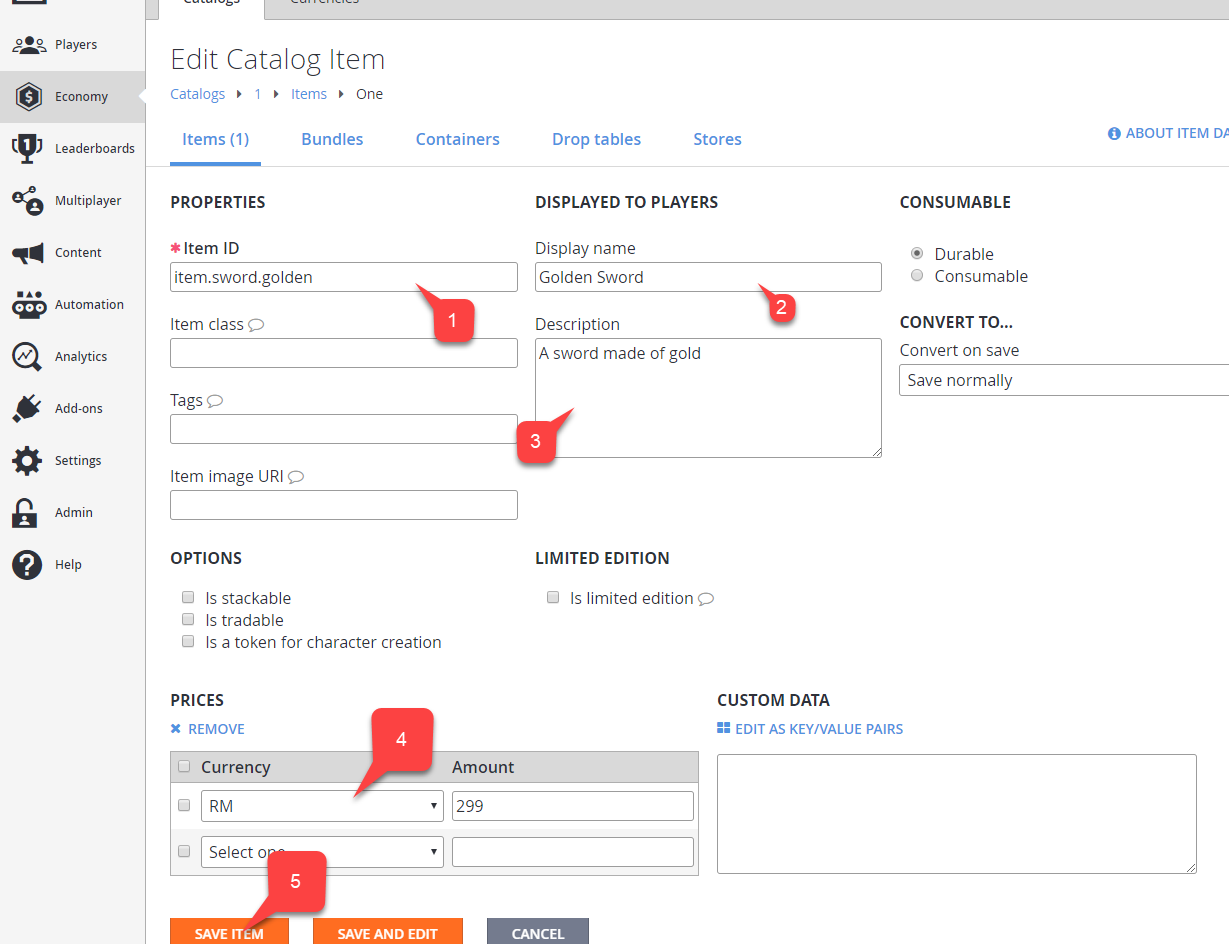 Catalogs Currencies
Players
Economy
Leaderboards
Multiplayer
Content
Automation
Analytics
Add-ons
Settings
Admin
Help
Edit Catalog Item
Catalogs 1 Items One
Items (1) Bundles Containers Drop tables Stores
ABOUT ITEM DA
PROPERTIES
* Item ID
item.sword.golden
1
Item class
Tags
Item image URI
DISPLAYED TO PLAYERS
Display name
Golden Sword
2
Description
A sword made of gold
3
CONSUMABLE
Durable
Consumable
CONVERT TO...
Convert on save
Save normally
OPTIONS
Is stackable
Is tradable
Is a token for character creation
LIMITED EDITION
Is limited edition
PRICES
REMOVE
4
Currency Amount
RM 299
Select one
5
CUSTOM DATA
EDIT AS KEY/VALUE PAIRS
SAVE ITEM SAVE AND EDIT CANCEL